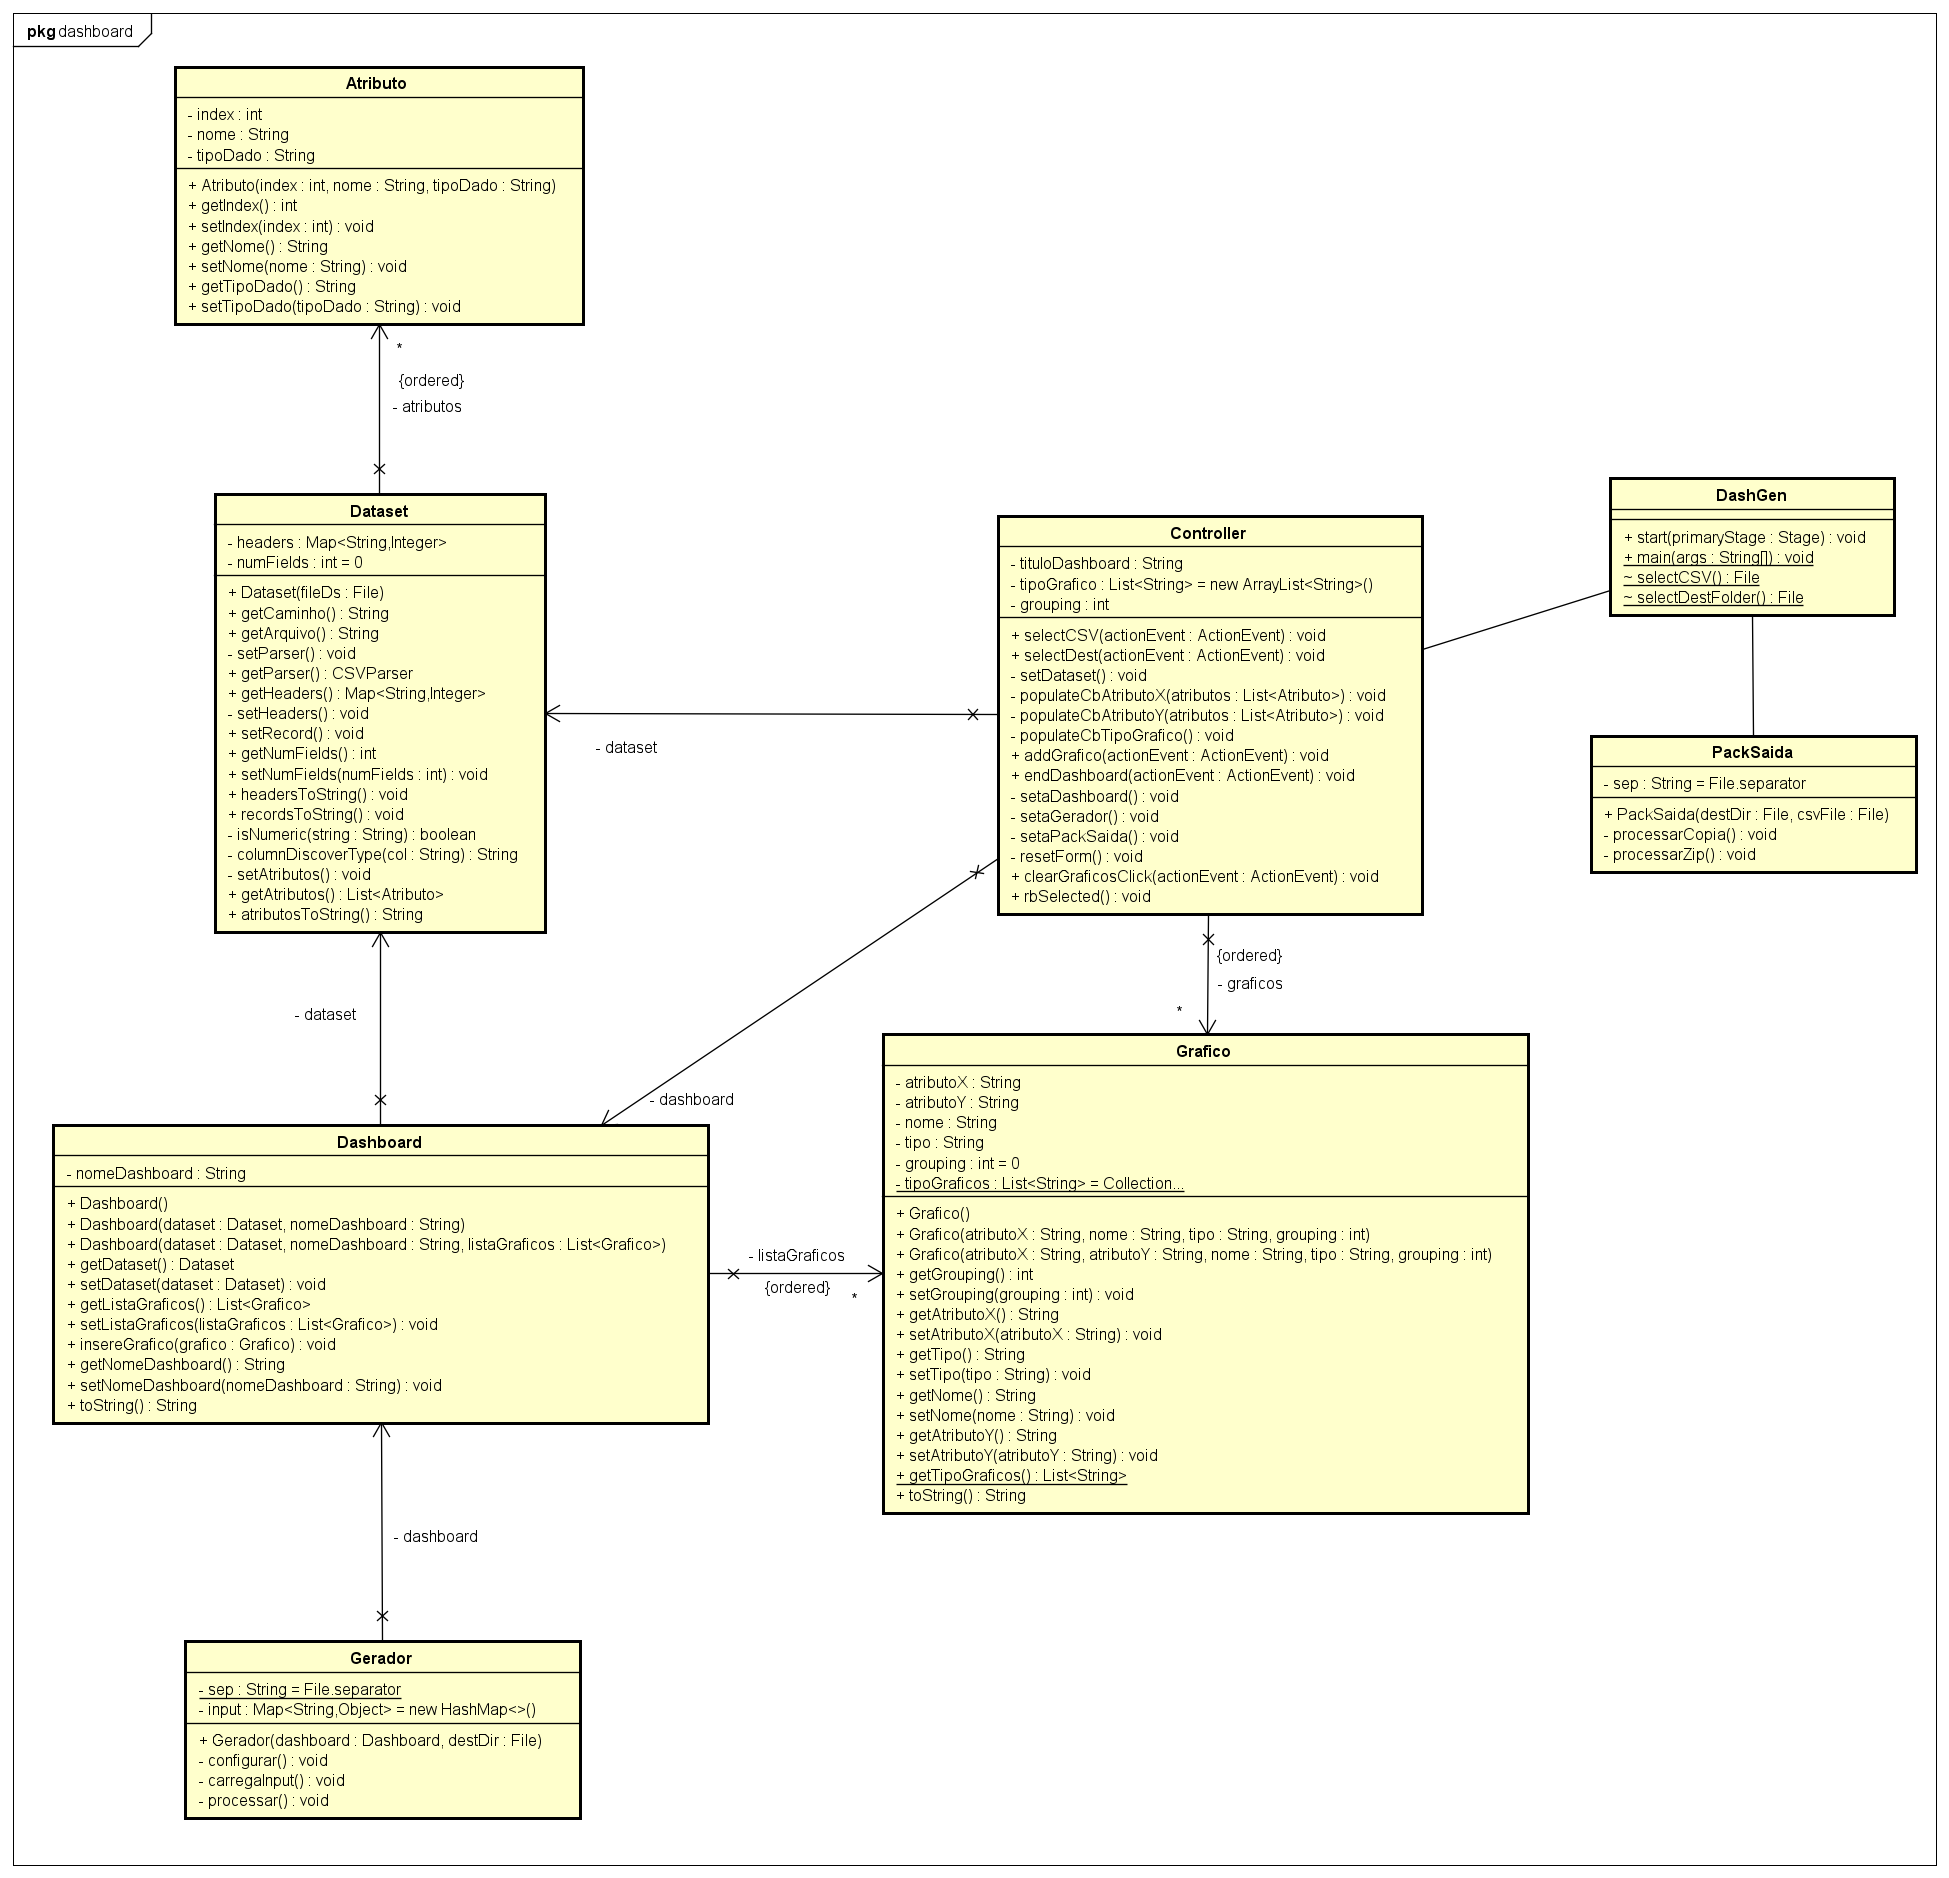 pkg dashboard
Atributo
- index : int
- nome : String
- tipoDado : String
+ Atributo(index : int, nome : String, tipoDado : String)
+ getIndex() : int
+ setIndex(index : int) : void
+ getNome() : String
+ setNome(nome : String) : void
+ getTipoDado() : String
+ setTipoDado(tipoDado : String) : void
*
{ordered}
- atributos
Dataset
- headers : Map<String,Integer>
- numFields : int = 0
+ Dataset(fileDs : File)
+ getCaminho() : String
+ getArquivo() : String
- setParser() : void
+ getParser() : CSVParser
+ getHeaders() : Map<String,Integer>
- setHeaders() : void
+ setRecord() : void
+ getNumFields() : int
+ setNumFields(numFields : int) : void
+ headersToString() : void
+ recordsToString() : void
- isNumeric(string : String) : boolean
- columnDiscoverType(col : String) : String
- setAtributos() : void
+ getAtributos() : List<Atributo>
+ atributosToString() : String
- dataset
Controller
- tituloDashboard : String
- tipoGrafico : List<String> = new ArrayList<String>()
- grouping : int
+ selectCSV(actionEvent : ActionEvent) : void
+ selectDest(actionEvent : ActionEvent) : void
- setDataset() : void
- populateCbAtributoX(atributos : List<Atributo>) : void
- populateCbAtributoY(atributos : List<Atributo>) : void
- populateCbTipoGrafico() : void
+ addGrafico(actionEvent : ActionEvent) : void
+ endDashboard(actionEvent : ActionEvent) : void
- setaDashboard() : void
- setaGerador() : void
- setaPackSaida() : void
- resetForm() : void
+ clearGraficosClick(actionEvent : ActionEvent) : void
+ rbSelected() : void
DashGen
+ start(primaryStage : Stage) : void
+ main(args : String[]) : void
~ selectCSV() : File
~ selectDestFolder() : File
PackSaida
- sep : String = File.separator
+ PackSaida(destDir : File, csvFile : File)
- processarCopia() : void
- processarZip() : void
{ordered}
- graficos
*
- dataset
- dashboard
Grafico
- atributoX : String
- atributoY : String
- nome : String
- tipo : String
- grouping : int = 0
- tipoGraficos : List<String> = Collection...
+ Grafico()
+ Grafico(atributoX : String, nome : String, tipo : String, grouping : int)
+ Grafico(atributoX : String, atributoY : String, nome : String, tipo : String, grouping : int)
+ getGrouping() : int
+ setGrouping(grouping : int) : void
+ getAtributoX() : String
+ setAtributoX(atributoX : String) : void
+ getTipo() : String
+ setTipo(tipo : String) : void
+ getNome() : String
+ setNome(nome : String) : void
+ getAtributoY() : String
+ setAtributoY(atributoY : String) : void
+ getTipoGraficos() : List<String>
+ toString() : String
Dashboard
- nomeDashboard : String
+ Dashboard()
+ Dashboard(dataset : Dataset, nomeDashboard : String)
+ Dashboard(dataset : Dataset, nomeDashboard : String, listaGraficos : List<Grafico>)
+ getDataset() : Dataset
+ setDataset(dataset : Dataset) : void
+ getListaGraficos() : List<Grafico>
+ setListaGraficos(listaGraficos : List<Grafico>) : void
+ insereGrafico(grafico : Grafico) : void
+ getNomeDashboard() : String
+ setNomeDashboard(nomeDashboard : String) : void
+ toString() : String
- listaGraficos
{ordered}
*
- dashboard
Gerador
- sep : String = File.separator
- input : Map<String,Object> = new HashMap<>()
+ Gerador(dashboard : Dashboard, destDir : File)
- configurar() : void
- carregaInput() : void
- processar() : void